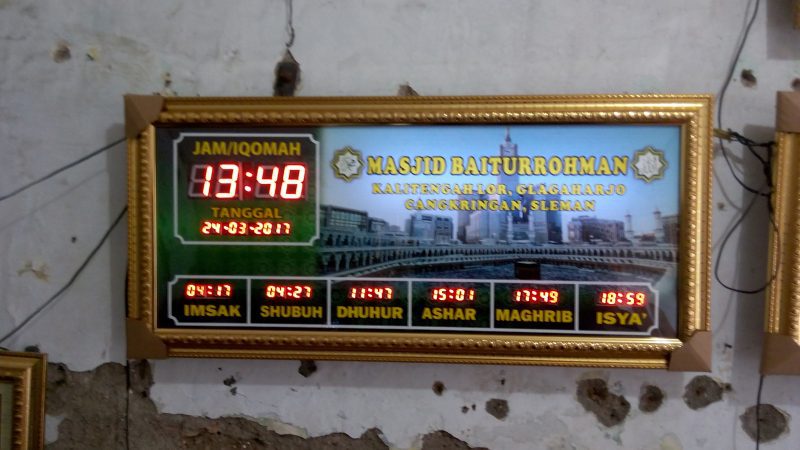 JAM/IQOMAH
13:48
TANGGAL
24-03-2017
MASJID BAITURROHMAN
KALITENGAH LOR, GLAGAHARJO
CANGKRINGAN, SLEMAN
04:17 04:27 11:47 15:01 17:49 18:59
IMSAK SHUBUH DHUHUR ASHAR MAGHRIB ISYA'